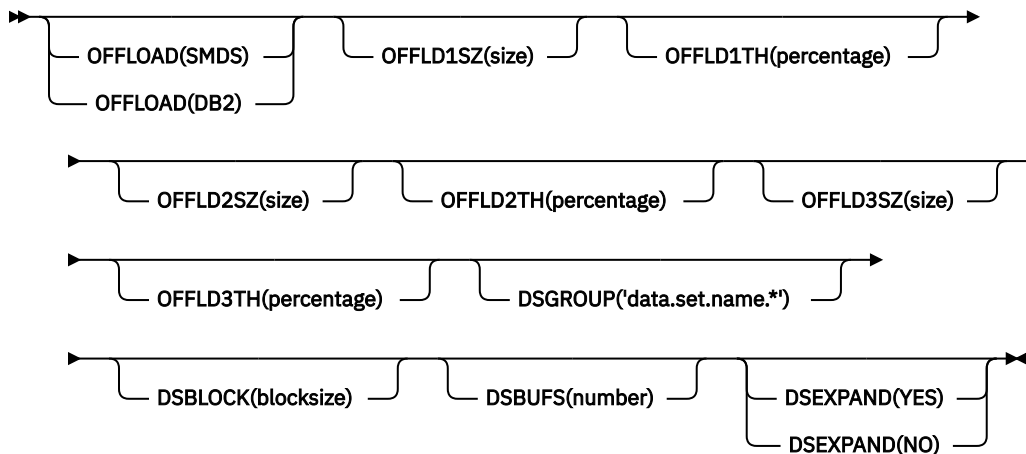 OFFLOAD(SMDS) OFFLD1SZ(size) OFFLD1TH(percentage)
OFFLOAD(DB2)
OFFLD2SZ(size) OFFLD2TH(percentage) OFFLD3SZ(size)
OFFLD3TH(percentage) DSGROUP('data.set.name.*')
DSBLOCK(blocksize) DSBUFS(number) DSEXPAND(YES)
DSEXPAND(NO)